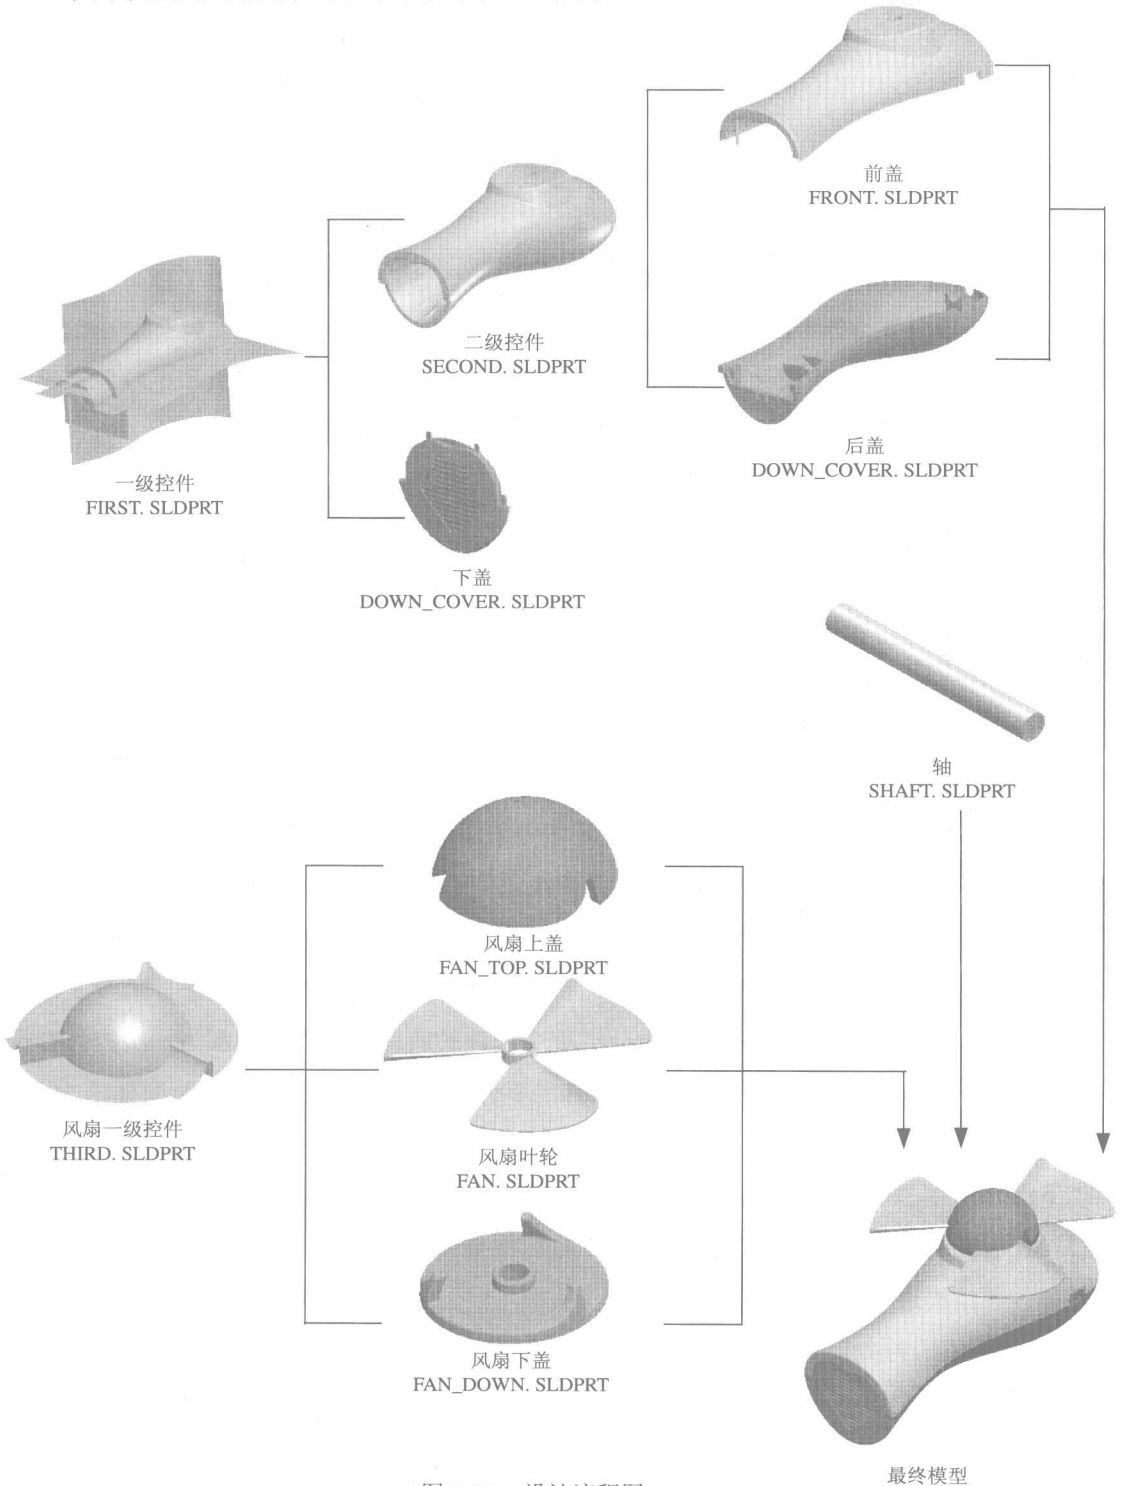 前盖
FRONT. SLDPRT
二级控件
SECOND. SLDPRT
后盖
DOWN_COVER. SLDPRT
一级控件
FIRST. SLDPRT
下盖
DOWN_COVER. SLDPRT
轴
SHAFT. SLDPRT
风扇上盖
FAN_TOP. SLDPRT
风扇一级控件
THIRD. SLDPRT
风扇叶轮
FAN. SLDPRT
风扇下盖
FAN_DOWN. SLDPRT
最终模型